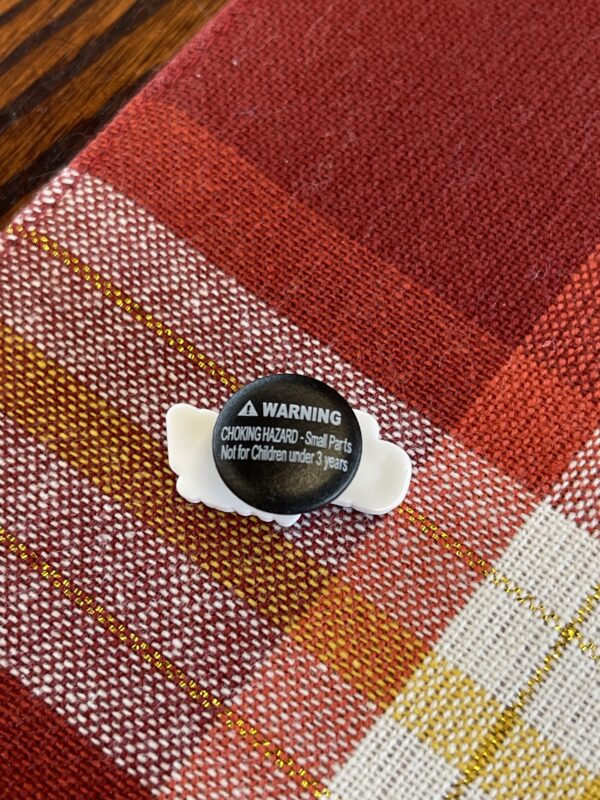 ⚠ WARNING
CHOKING HAZARD - Small Parts
Not for Children under 3 years